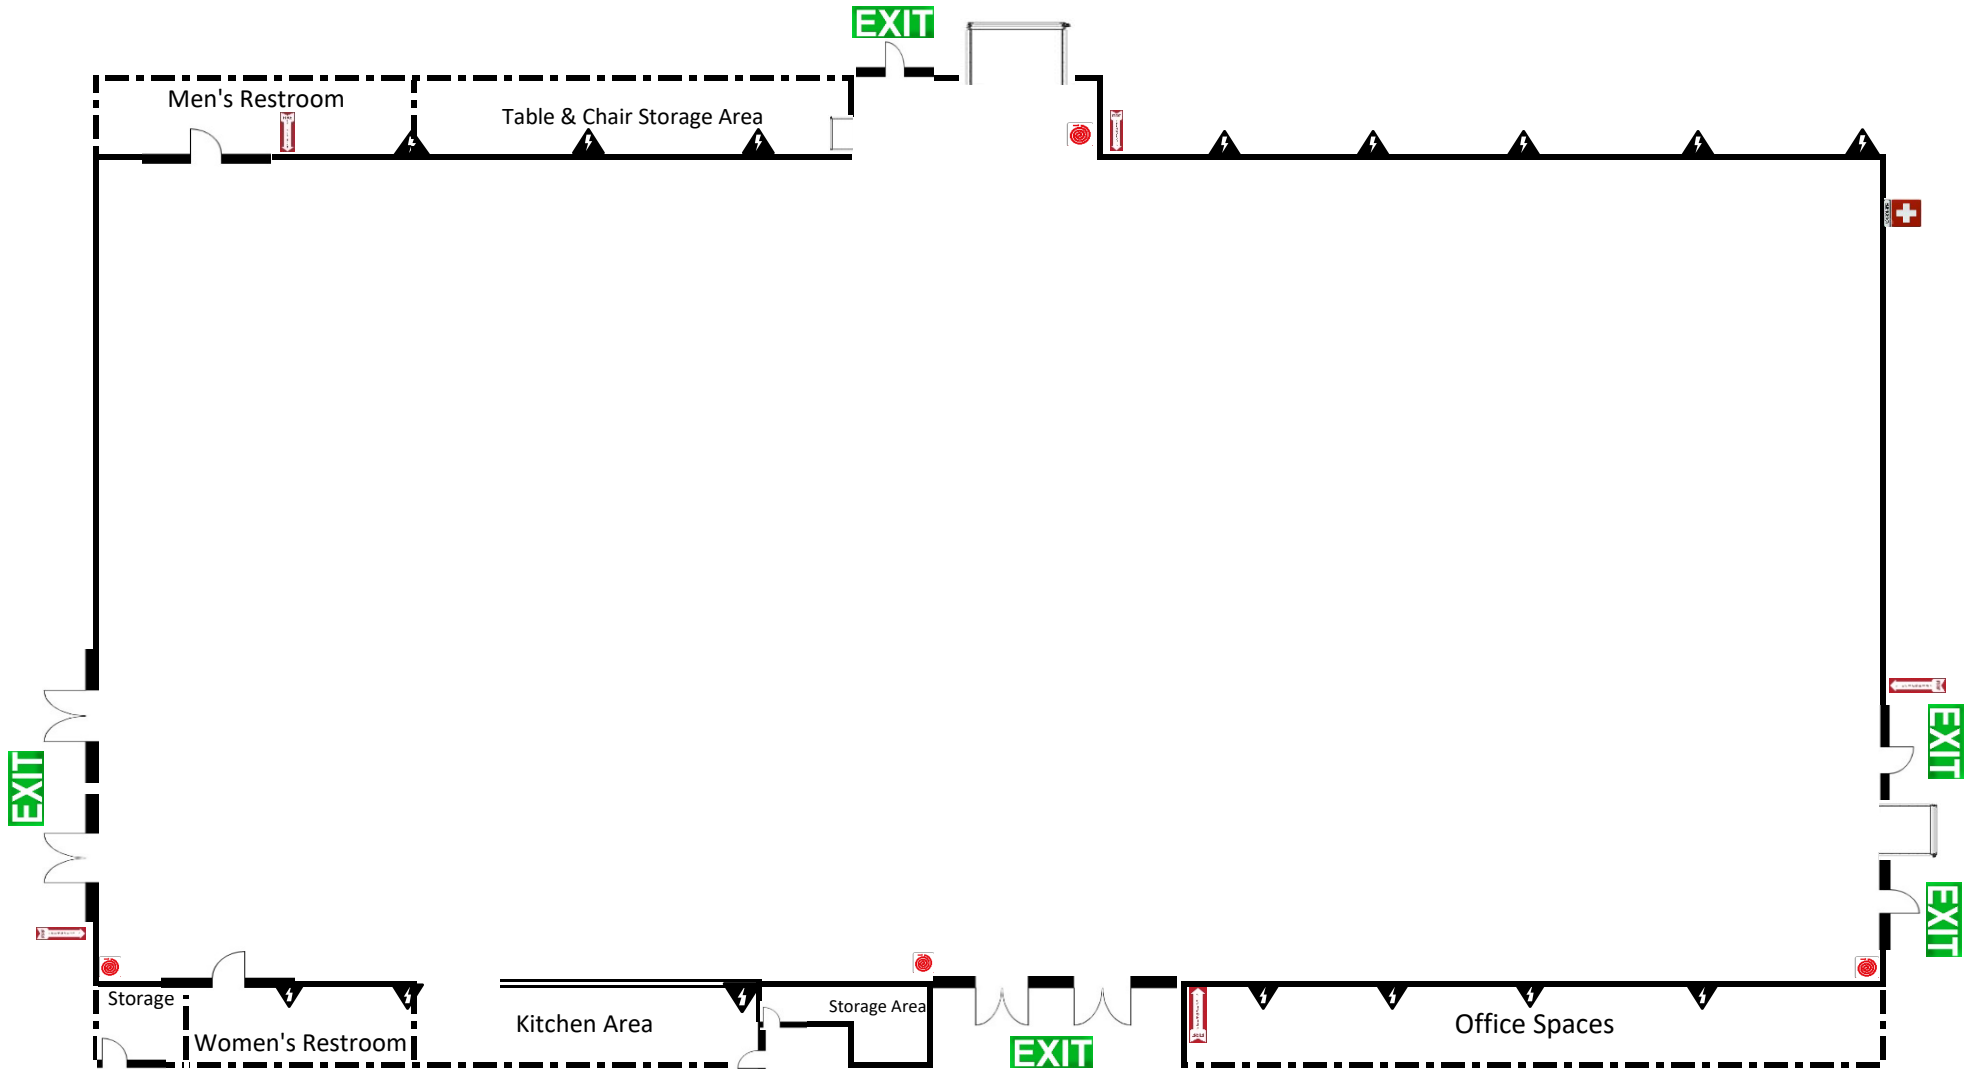 EXIT
Men's Restroom
Table & Chair Storage Area
EXIT
EXIT
EXIT
Storage
Women's Restroom
Kitchen Area
Storage Area
Office Spaces
EXIT